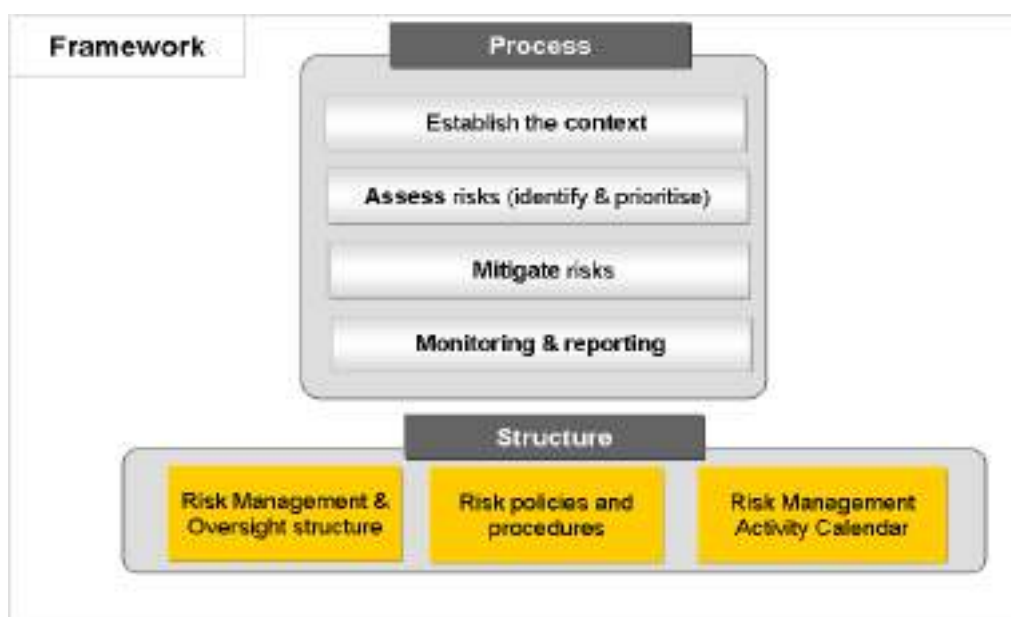 Framework
Process
Establish the context
Assess risks (identify & prioritise)
Mitigate risks
Monitoring & reporting
Structure
Risk Management &
Oversight structure
Risk policies and
procedures
Risk Management
Activity Calendar